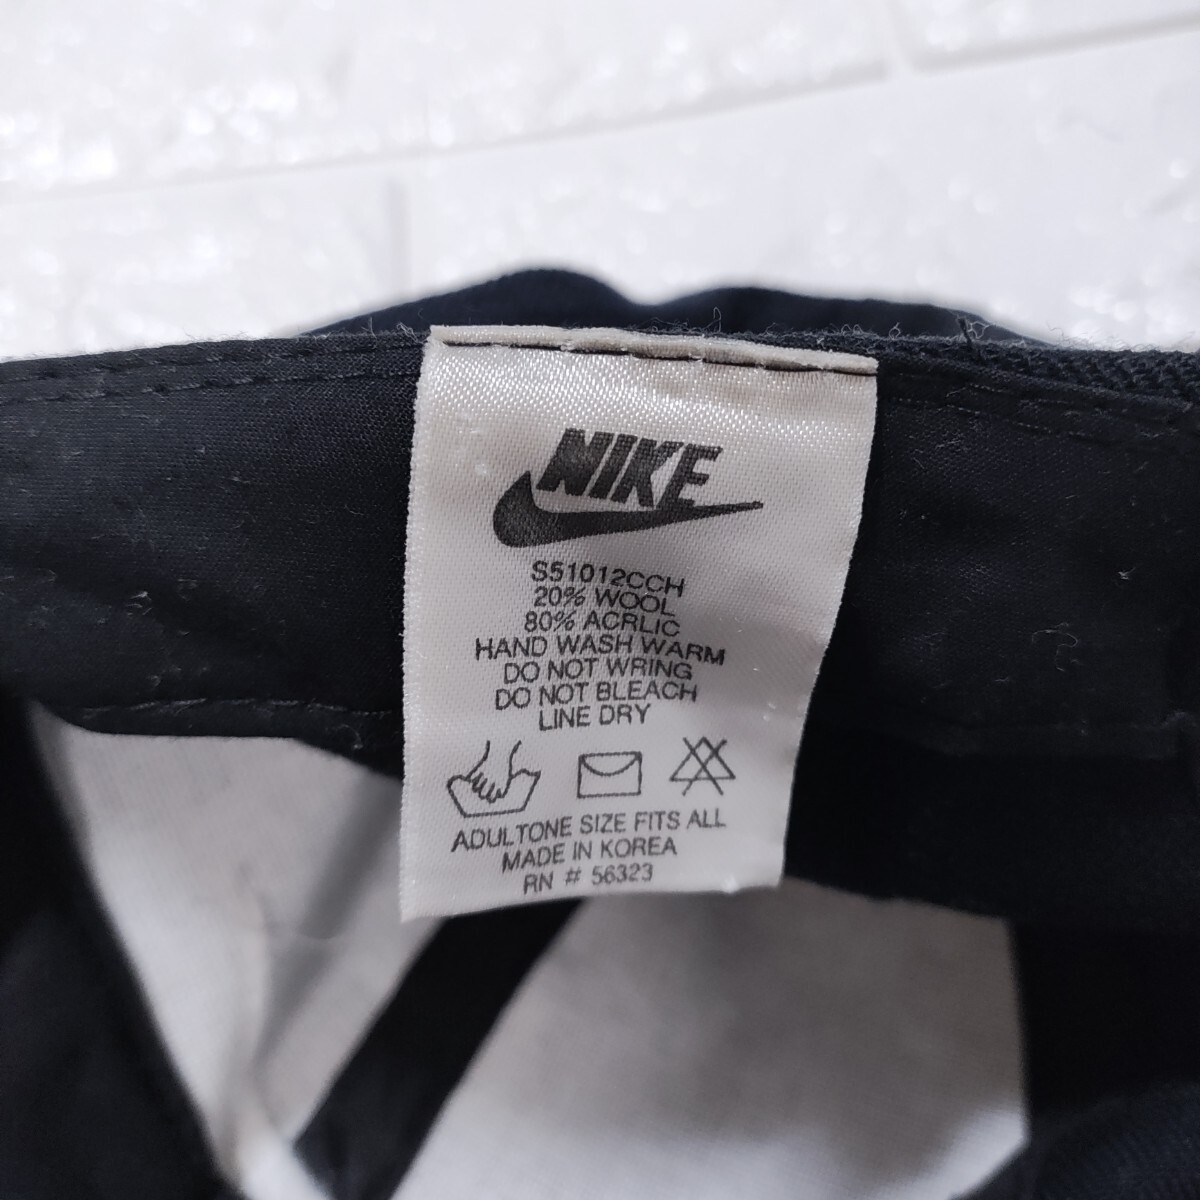 NIKE
S51012CCH
20% WOOL
80% ACRLIC
HAND WASH WARM
DO NOT WRING
DO NOT BLEACH
LINE DRY
ADULTONE SIZE FITS ALL
MADE IN KOREA
RN # 56323